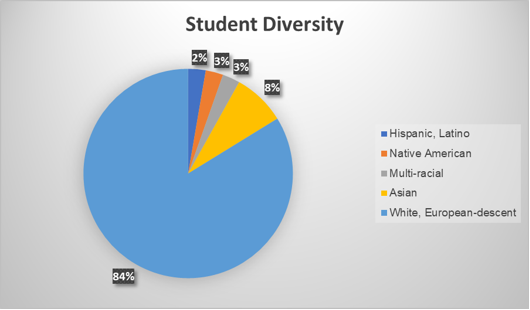 Student Diversity
2%
3%
3%
8%
84%
Hispanic, Latino
Native American
Multi-racial
Asian
White, European-descent